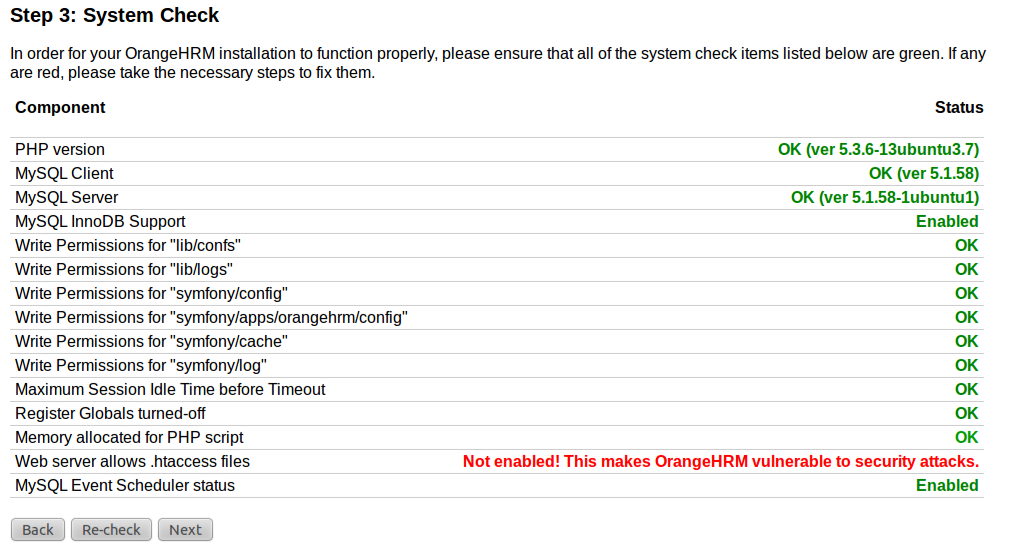 Step 3: System Check
In order for your OrangeHRM installation to function properly, please ensure that all of the system check items listed below are green. If any
are red, please take the necessary steps to fix them.
Component Status
PHP version OK (ver 5.3.6-13ubuntu3.7)
MySQL Client OK (ver 5.1.58)
MySQL Server OK (ver 5.1.58-1ubuntu1)
MySQL InnoDB Support Enabled
Write Permissions for "lib/confs" OK
Write Permissions for "lib/logs" OK
Write Permissions for "symfony/config" OK
Write Permissions for "symfony/apps/orangehrm/config" OK
Write Permissions for "symfony/cache" OK
Write Permissions for "symfony/log" OK
Maximum Session Idle Time before Timeout OK
Register Globals turned-off OK
Memory allocated for PHP script OK
Web server allows .htaccess files Not enabled! This makes OrangeHRM vulnerable to security attacks.
MySQL Event Scheduler status Enabled
Back Re-check Next